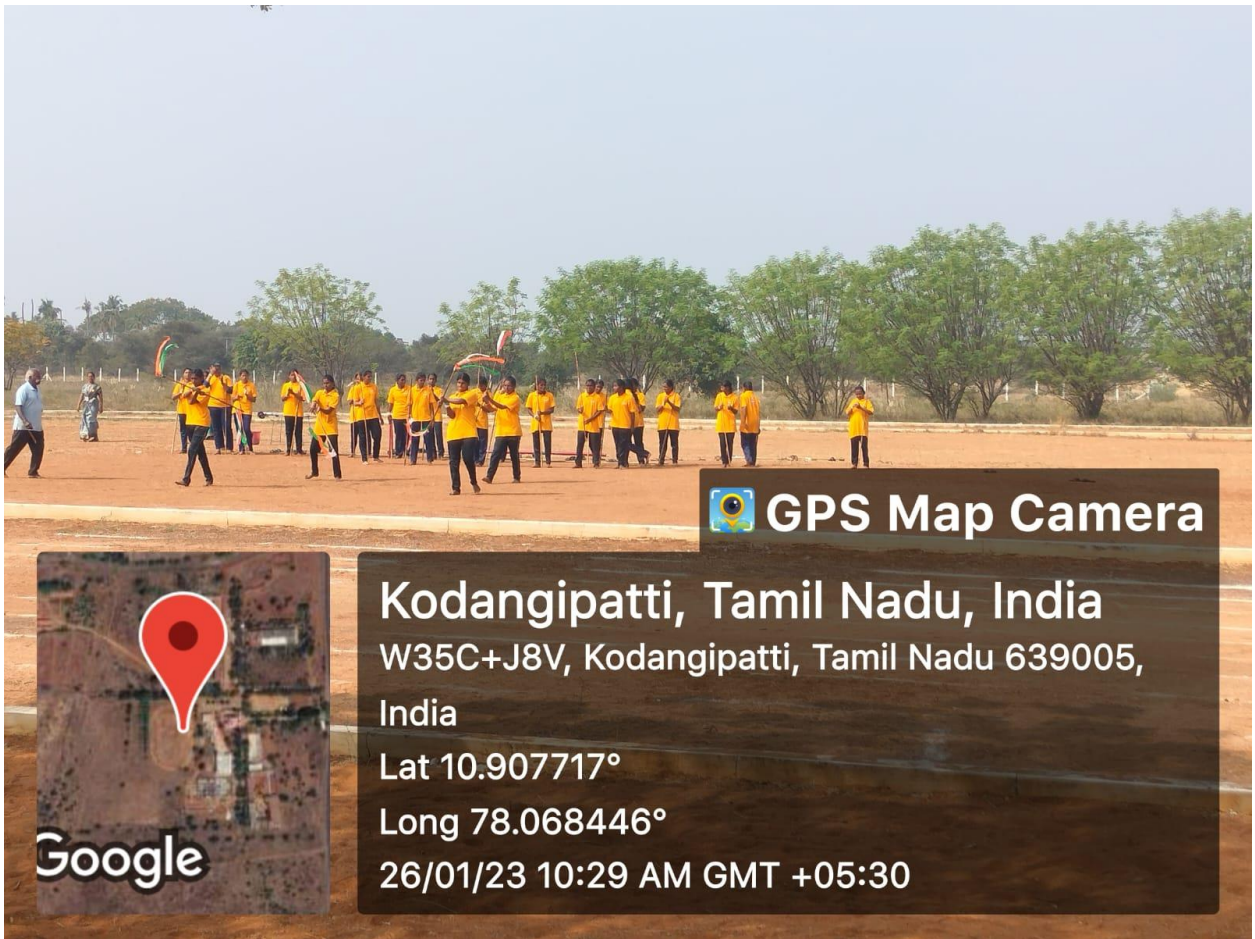 GPS Map Camera
Kodangipatti, Tamil Nadu, India
W35C+J8V, Kodangipatti, Tamil Nadu 639005,
India
Lat 10.907717°
Long 78.068446°
26/01/23 10:29 AM GMT +05:30
Google